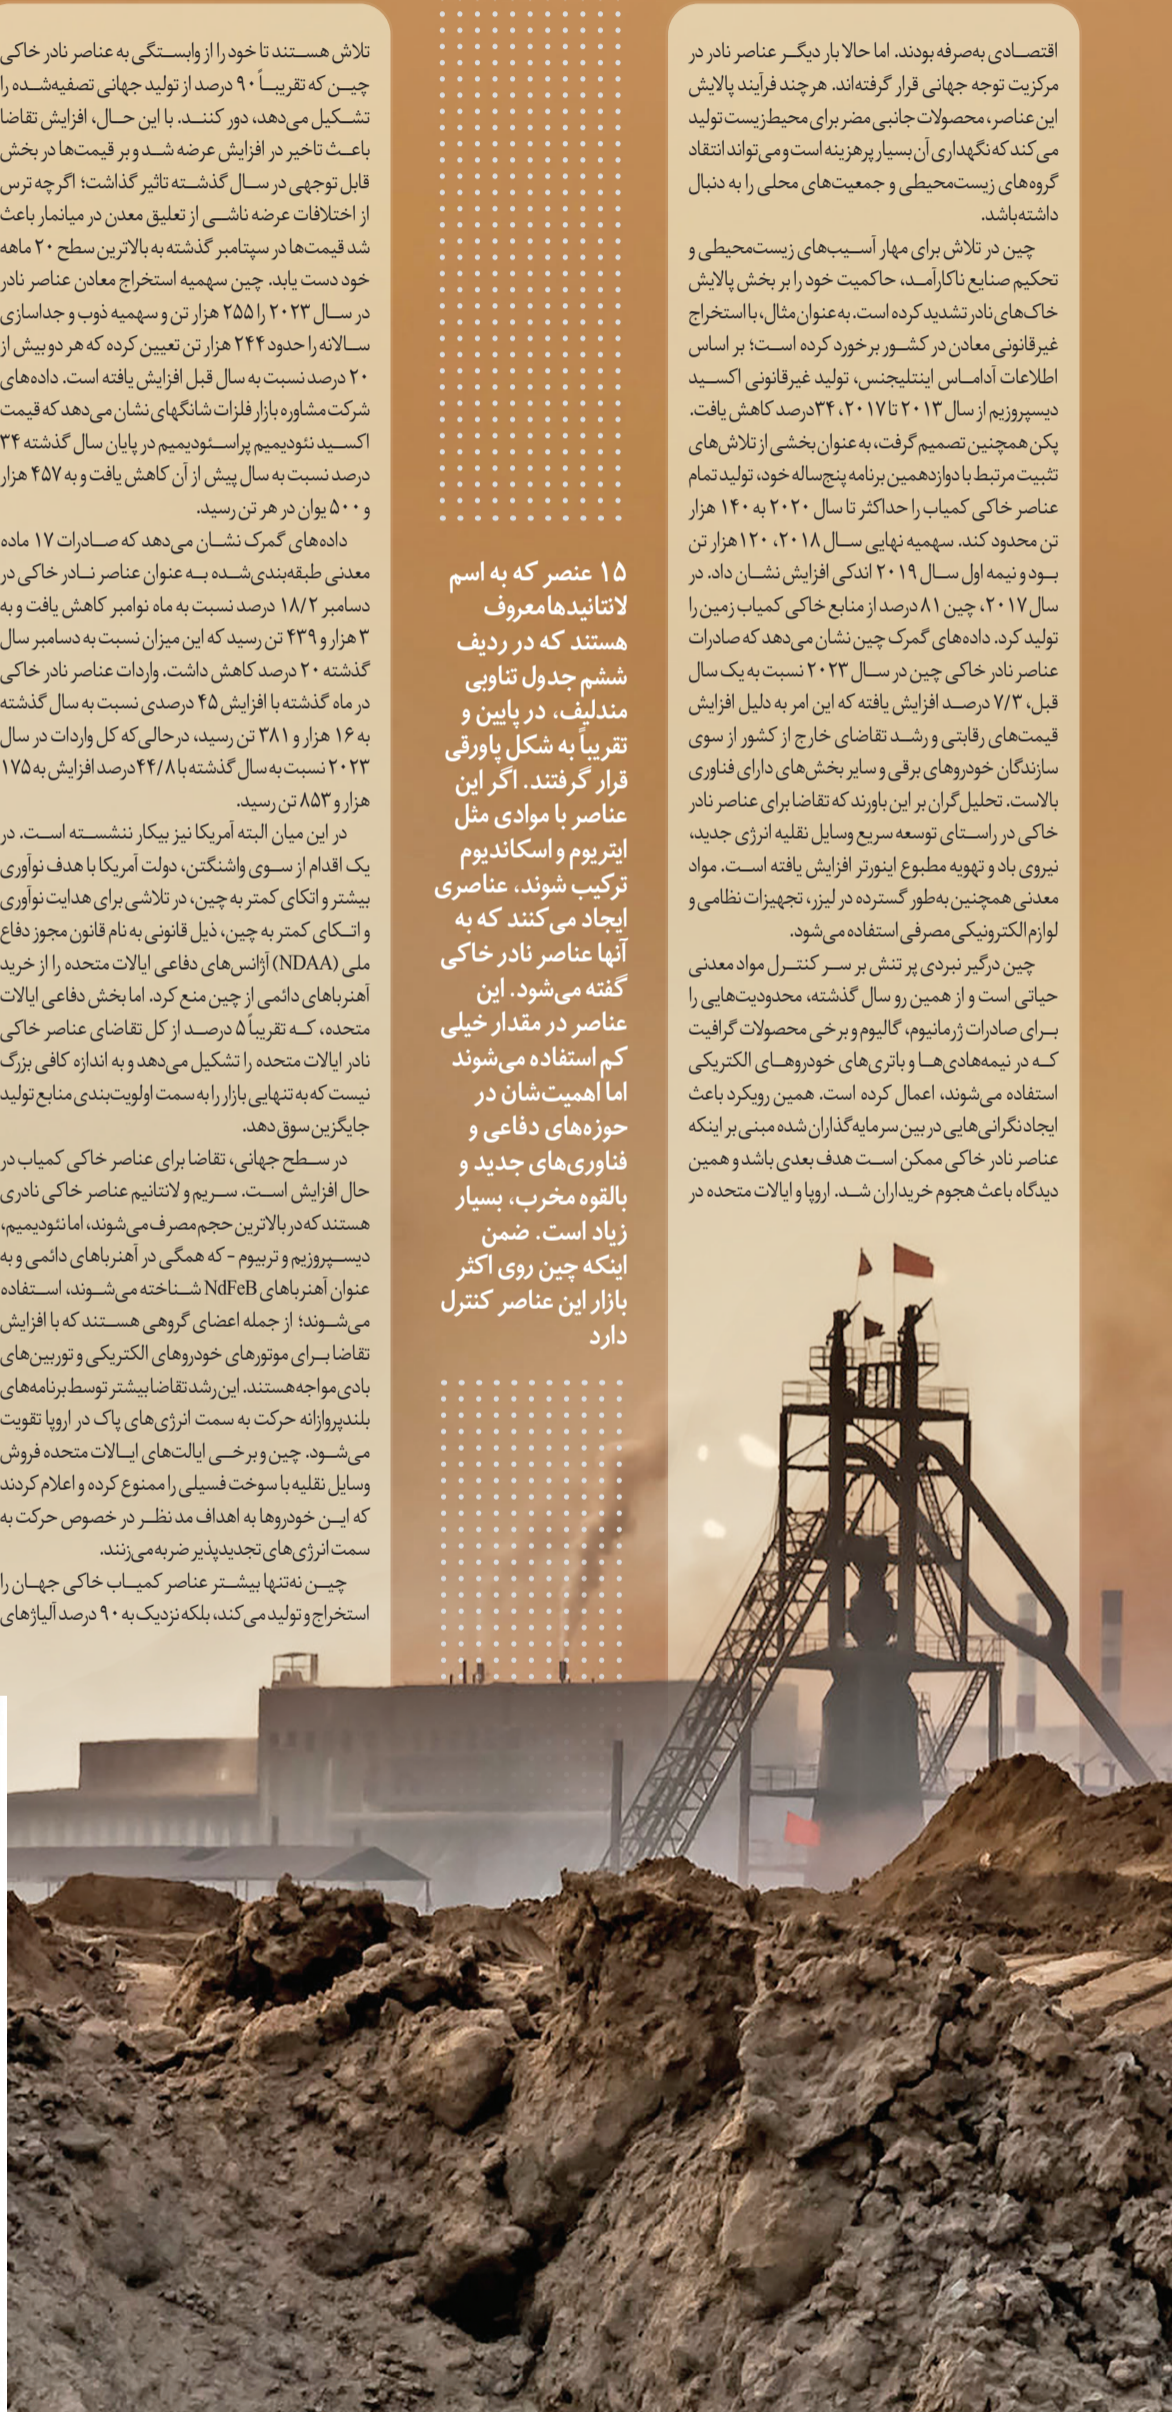 اقتصادی به‌صرفه بودند. اما حالا بار دیگر عناصر نادر در
مرکزیت توجه جهانی قرار گرفته‌اند. هرچند فرآیند پالایش
این عناصر، محصولات جانبی مضر برای محیط‌زیست تولید
می‌کند که نگهداری آن بسیار پرهزینه است و می‌تواند انتقاد
گروه‌های زیست‌محیطی و جمعیت‌های محلی را به دنبال
داشته‌باشد.
چین در تلاش برای مهار آسیب‌های زیست‌محیطی و
تحکیم صنایع ناکارآمد، حاکمیت خود را بر بخش پالایش
خاک‌های نادر تشدید کرده است. به‌عنوان مثال، با استخراج
غیرقانونی معادن در کشور برخورد کرده است؛ بر اساس
اطلاعات آداماس اینتلیجنس، تولید غیرقانونی اکسید
دیسپروزیم از سال ۲۰۱۳ تا ۲۰۱۷، ۳۴درصد کاهش یافت.
پکن همچنین تصمیم گرفت، به عنوان بخشی از تلاش‌های
تثبیت مرتبط با دوازدهمین برنامه پنج‌ساله خود، تولید تمام
عناصر خاکی کمیاب را حداکثر تا سال ۲۰۲۰ به ۱۴۰ هزار
تن محدود کند. سهمیه نهایی سال ۲۰۱۸، ۱۲۰هزار تن
بود و نیمه اول سال ۲۰۱۹ اندکی افزایش نشان داد. در
سال ۲۰۱۷، چین ۸۱ درصد از منابع خاکی کمیاب زمین را
تولید کرد. داده‌های گمرک چین نشان می‌دهد که صادرات
عناصر نادر خاکی چین در سال ۲۰۲۳ نسبت به یک سال
قبل، ۷/۳ درصد افزایش یافته که این امر به دلیل افزایش
قیمت‌های رقابتی و رشد تقاضای خارج از کشور از سوی
سازندگان خودروهای برقی و سایر بخش‌های دارای فناوری
بالاست. تحلیل‌گران بر این باورند که تقاضا برای عناصر نادر
خاکی در راستای توسعه سریع وسایل نقلیه انرژی جدید،
نیروی باد و تهویه مطبوع اینورتر افزایش یافته است. مواد
معدنی همچنین به‌طور گسترده در لیزر، تجهیزات نظامی و
لوازم الکترونیکی مصرفی استفاده می‌شود.
چین درگیر نبردی پر تنش بر سر کنترل مواد معدنی
حیاتی است و از همین رو سال گذشته، محدودیت‌هایی را
برای صادرات ژرمانیوم، گالیوم و برخی محصولات گرافیت
که در نیمه‌هادی‌ها و باتری‌های خودروهای الکتریکی
استفاده می‌شوند، اعمال کرده است. همین رویکرد باعث
ایجاد نگرانی‌هایی در بین سرمایه‌گذاران شده مبنی بر اینکه
عناصر نادر خاکی ممکن است هدف بعدی باشد و همین
دیدگاه باعث هجوم خریداران شد. اروپا و ایالات متحده در
۱۵ عنصر که به اسم
لانتانیدهامعروف
هستند که در ردیف
ششم جدول تناوبی
مندلیف، در پایین و
تقریباً به شکل پاورقی
قرار گرفتند. اگر این
عناصر با موادی مثل
ایتریوم و اسکاندیوم
ترکیب شوند، عناصری
ایجاد می‌کنند که به
آنها عناصر نادر خاکی
گفته می‌شود. این
عناصر در مقدار خیلی
کم استفاده می‌شوند
اما اهمیت‌شان در
حوزه‌های دفاعی و
فناوری‌های جدید و
بالقوه مخرب، بسیار
زیاد است. ضمن
اینکه چین روی اکثر
بازار این عناصر کنترل
دارد
تلاش هستند تا خود را از وابستگی به عناصر نادر خاکی
چین که تقریباً ۹۰ درصد از تولید جهانی تصفیه‌شده را
تشکیل می‌دهد، دور کنند. با این حال، افزایش تقاضا
باعث تاخیر در افزایش عرضه شد و بر قیمت‌ها در بخش
قابل توجهی در سال گذشته تاثیر گذاشت؛ اگرچه ترس
از اختلافات عرضه ناشی از تعلیق معدن در میانمار باعث
شد قیمت‌ها در سپتامبر گذشته به بالاترین سطح ۲۰ ماهه
خود دست یابد. چین سهمیه استخراج معادن عناصر نادر
در سال ۲۰۲۳ را ۲۵۵ هزار تن و سهمیه ذوب و جداسازی
سالانه را حدود ۲۴۴ هزار تن تعیین کرده که هر دو بیش از
۲۰ درصد نسبت به سال قبل افزایش یافته است. داده‌های
شرکت مشاوره بازار فلزات شانگهای نشان می‌دهد که قیمت
اکسید نئودیمیم پراسئودیمیم در پایان سال گذشته ۳۴
درصد نسبت به سال پیش از آن کاهش یافت و به ۴۵۷ هزار
و ۵۰۰ یوان در هر تن رسید.
داده‌های گمرک نشان می‌دهد که صادرات ۱۷ ماده
معدنی طبقه‌بندی‌شده به عنوان عناصر نادر خاکی در
دسامبر ۱۸/۲ درصد نسبت به ماه نوامبر کاهش یافت و به
۳ هزار و ۴۳۹ تن رسید که این میزان نسبت به دسامبر سال
گذشته ۲۰ درصد کاهش داشت. واردات عناصر نادر خاکی
در ماه گذشته با افزایش ۴۵ درصدی نسبت به سال گذشته
به ۱۶ هزار و ۳۸۱ تن رسید، درحالی‌که کل واردات در سال
۲۰۲۳ نسبت به سال گذشته با ۴۴/۸درصد افزایش به ۱۷۵
هزار و ۸۵۳ تن رسید.
در این میان البته آمریکا نیز بیکار ننشسته است. در
یک اقدام از سوی واشنگتن، دولت آمریکا با هدف نوآوری
بیشتر و اتکای کمتر به چین، در تلاشی برای هدایت نوآوری
و اتکای کمتر به چین، ذیل قانونی به نام قانون مجوز دفاع
ملی (NDAA) آژانس‌های دفاعی ایالات متحده را از خرید
آهنرباهای دائمی از چین منع کرد. اما بخش دفاعی ایالات
متحده، که تقریباً ۵ درصد از کل تقاضای عناصر خاکی
نادر ایالات متحده را تشکیل می‌دهد و به اندازه کافی بزرگ
نیست که به تنهایی بازار را به سمت اولویت‌بندی منابع تولید
جایگزین سوق دهد.
در سطح جهانی، تقاضا برای عناصر خاکی کمیاب در
حال افزایش است. سریم و لانتانیم عناصر خاکی نادری
هستند که در بالاترین حجم مصرف می‌شوند، اما نئودیمیم،
دیسپروزیم و تربیوم - که همگی در آهنرباهای دائمی و به
عنوان آهنرباهای NdFeB شناخته می‌شوند، استفاده
می‌شوند؛ از جمله اعضای گروهی هستند که با افزایش
تقاضا برای موتورهای خودروهای الکتریکی و توربین‌های
بادی مواجه هستند. این رشد تقاضا بیشتر توسط برنامه‌های
بلندپروازانه حرکت به سمت انرژی‌های پاک در اروپا تقویت
می‌شود. چین و برخی ایالت‌های ایالات متحده فروش
وسایل نقلیه با سوخت فسیلی را ممنوع کرده و اعلام کردند
که این خودروها به اهداف مد نظر در خصوص حرکت به
سمت انرژی‌های تجدیدپذیر ضربه می‌زنند.
چین نه‌تنها بیشتر عناصر کمیاب خاکی جهان را
استخراج و تولید می‌کند، بلکه نزدیک به ۹۰ درصد آلیاژهای